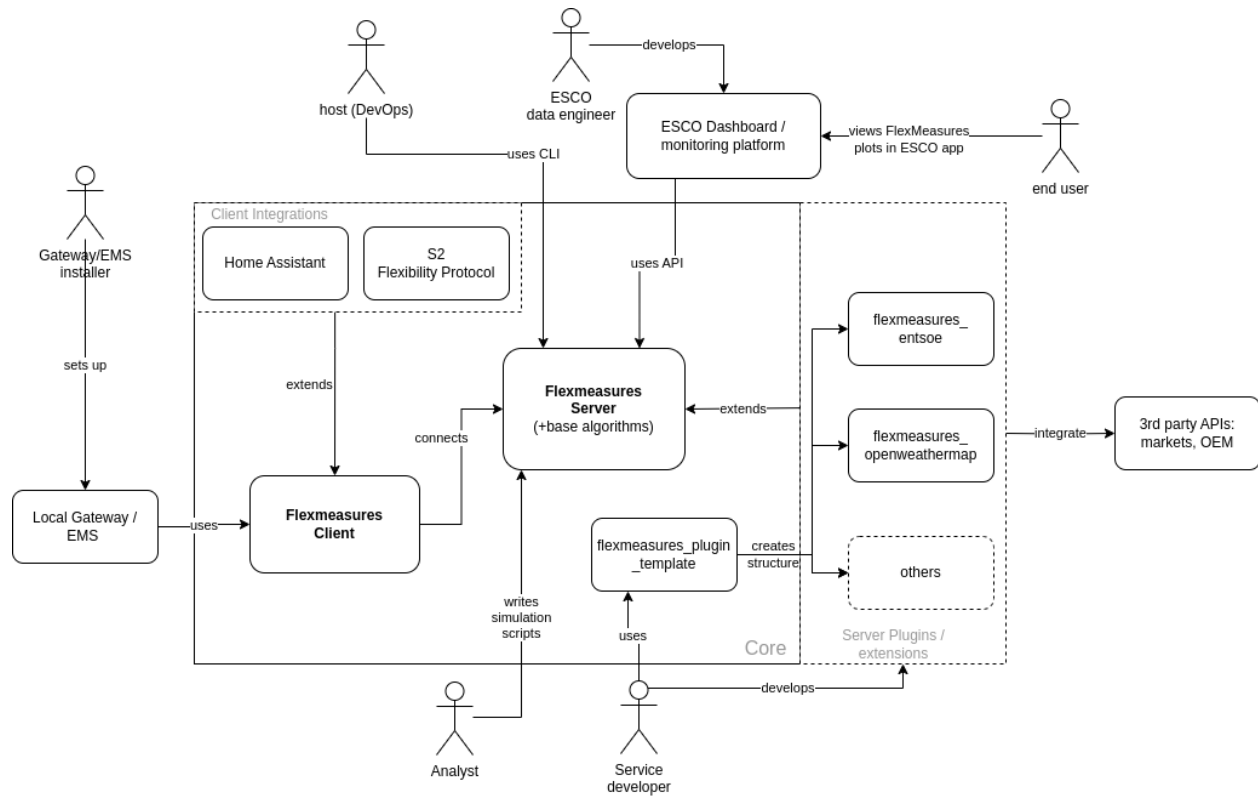 develops
host (DevOps)
ESCO
data engineer
ESCO Dashboard /
monitoring platform
views FlexMeasures
plots in ESCO app
end user
uses CLI
Gateway/EMS
installer
Client Integrations
Home Assistant
S2
Flexibility Protocol
uses API
sets up
extends
Flexmeasures
Server
(+base algorithms)
extends
connects
flexmeasures_
entsoe
flexmeasures_
openweathermap
integrate
3rd party APIs:
markets, OEM
Local Gateway /
EMS
uses
Flexmeasures
Client
flexmeasures_plugin
_template
creates
structure
others
writes
simulation
scripts
uses
Core
Server Plugins /
extensions
develops
Analyst
Service
developer